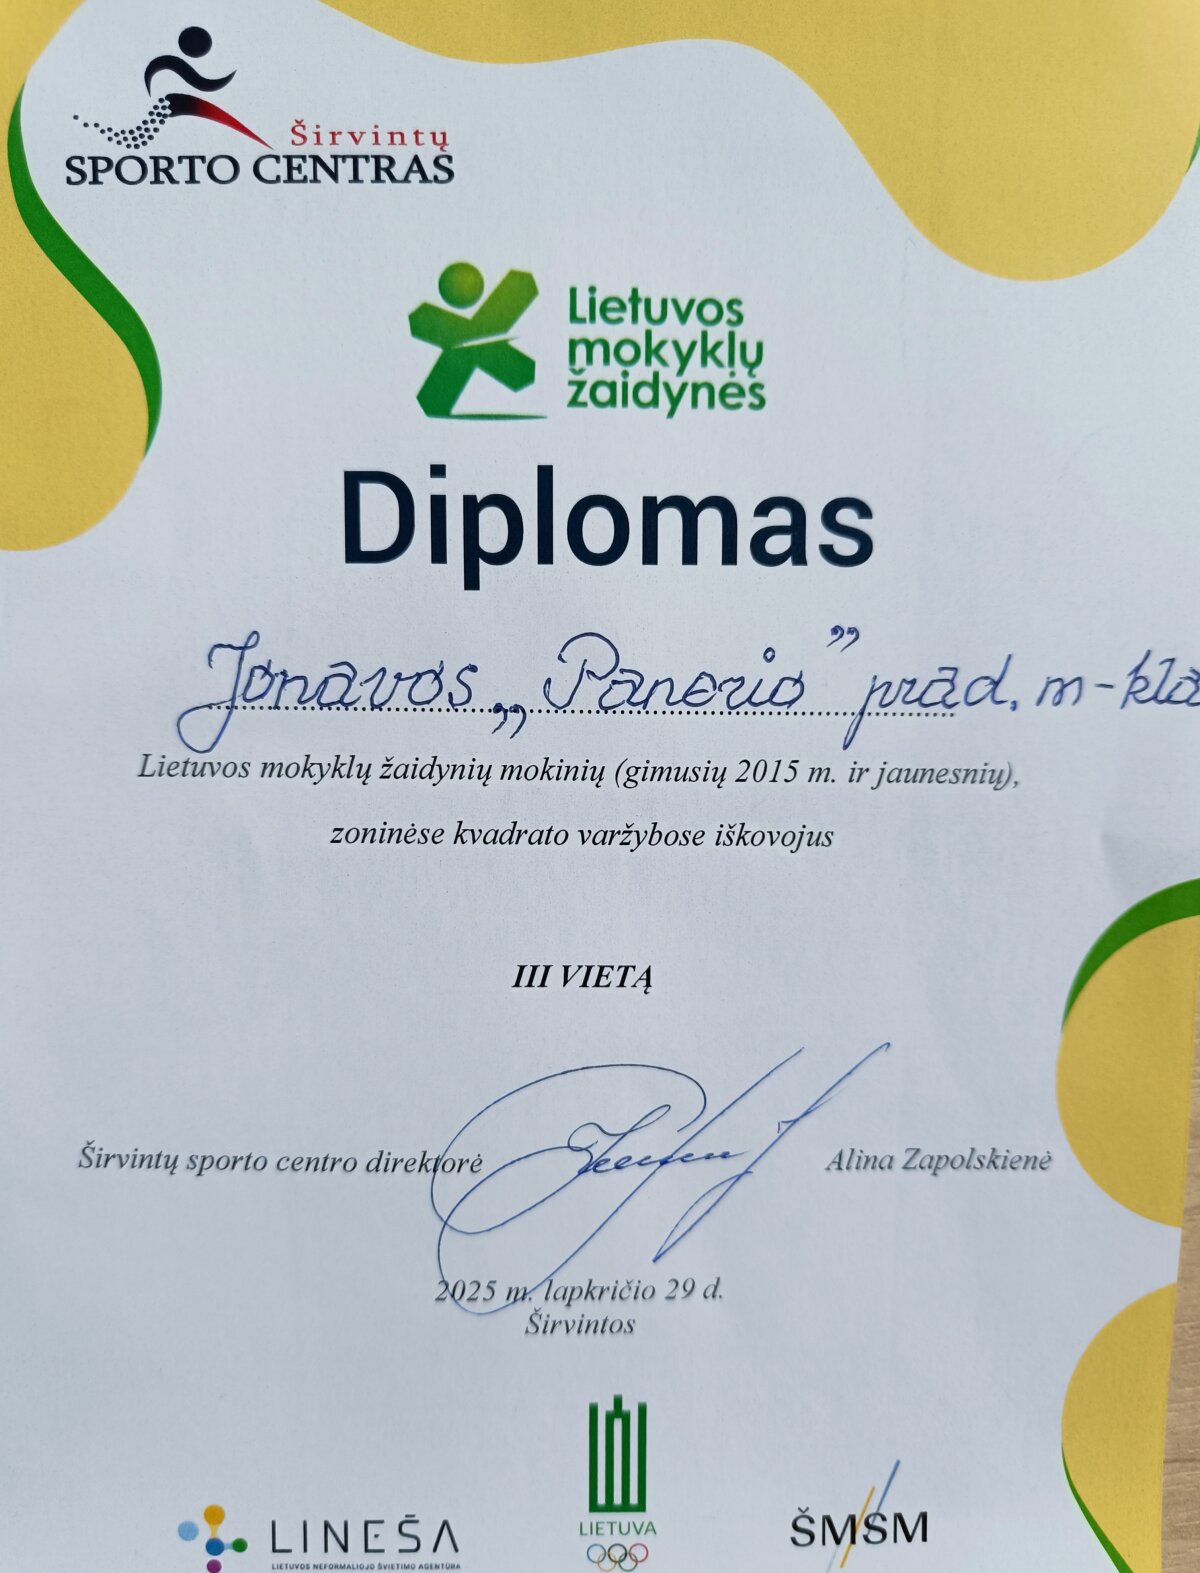 Širvintų
SPORTO CENTRAS
Lietuvos
mokyklų
žaidynės
Diplomas
Jonavos „Panerio” prad. m-kla
Lietuvos mokyklų žaidynių mokinių (gimusių 2015 m. ir jaunesnių),
zoninėse kvadrato varžybose iškovojus
III VIETĄ
Širvintų sporto centro direktorė Alina Zapolskienė
2025 m. lapkričio 29 d.
Širvintos
LINEŠA
LIETUVOS NEFORMALIOJO ŠVIETIMO AGENTŪRA
LIETUVA
ŠMSM